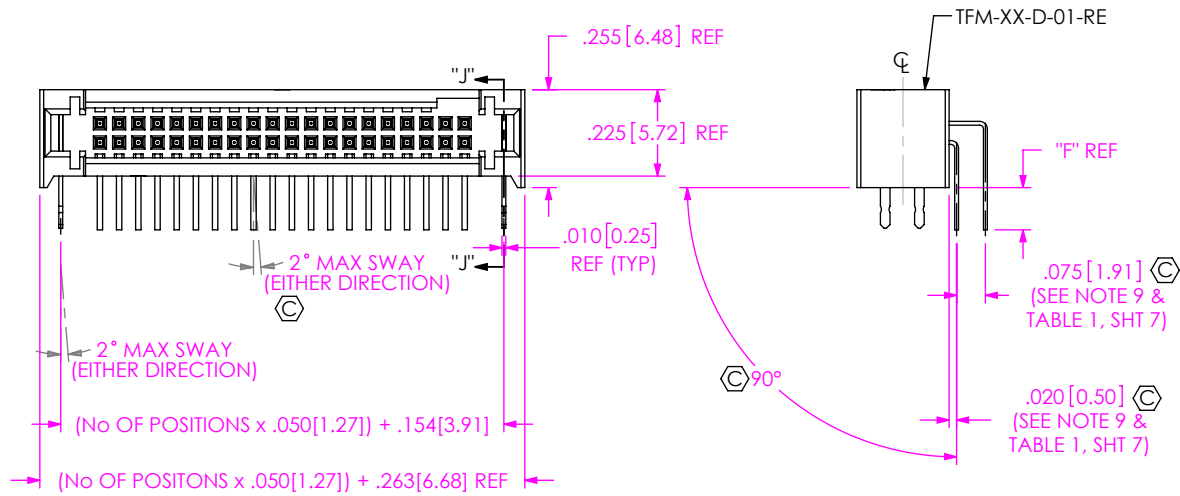 TFM-XX-D-01-RE
.255[6.48] REF
"J"
.225[5.72] REF
"F" REF
.010[0.25]
REF (TYP)
"J"
2° MAX SWAY
(EITHER DIRECTION)
C
.075[1.91] C
(SEE NOTE 9 &
TABLE 1, SHT 7)
2° MAX SWAY
(EITHER DIRECTION)
C 90°
.020[0.50] C
(SEE NOTE 9 &
TABLE 1, SHT 7)
(No OF POSITIONS x .050[1.27]) + .154[3.91]
(No OF POSITONS x .050[1.27]) + .263[6.68] REF